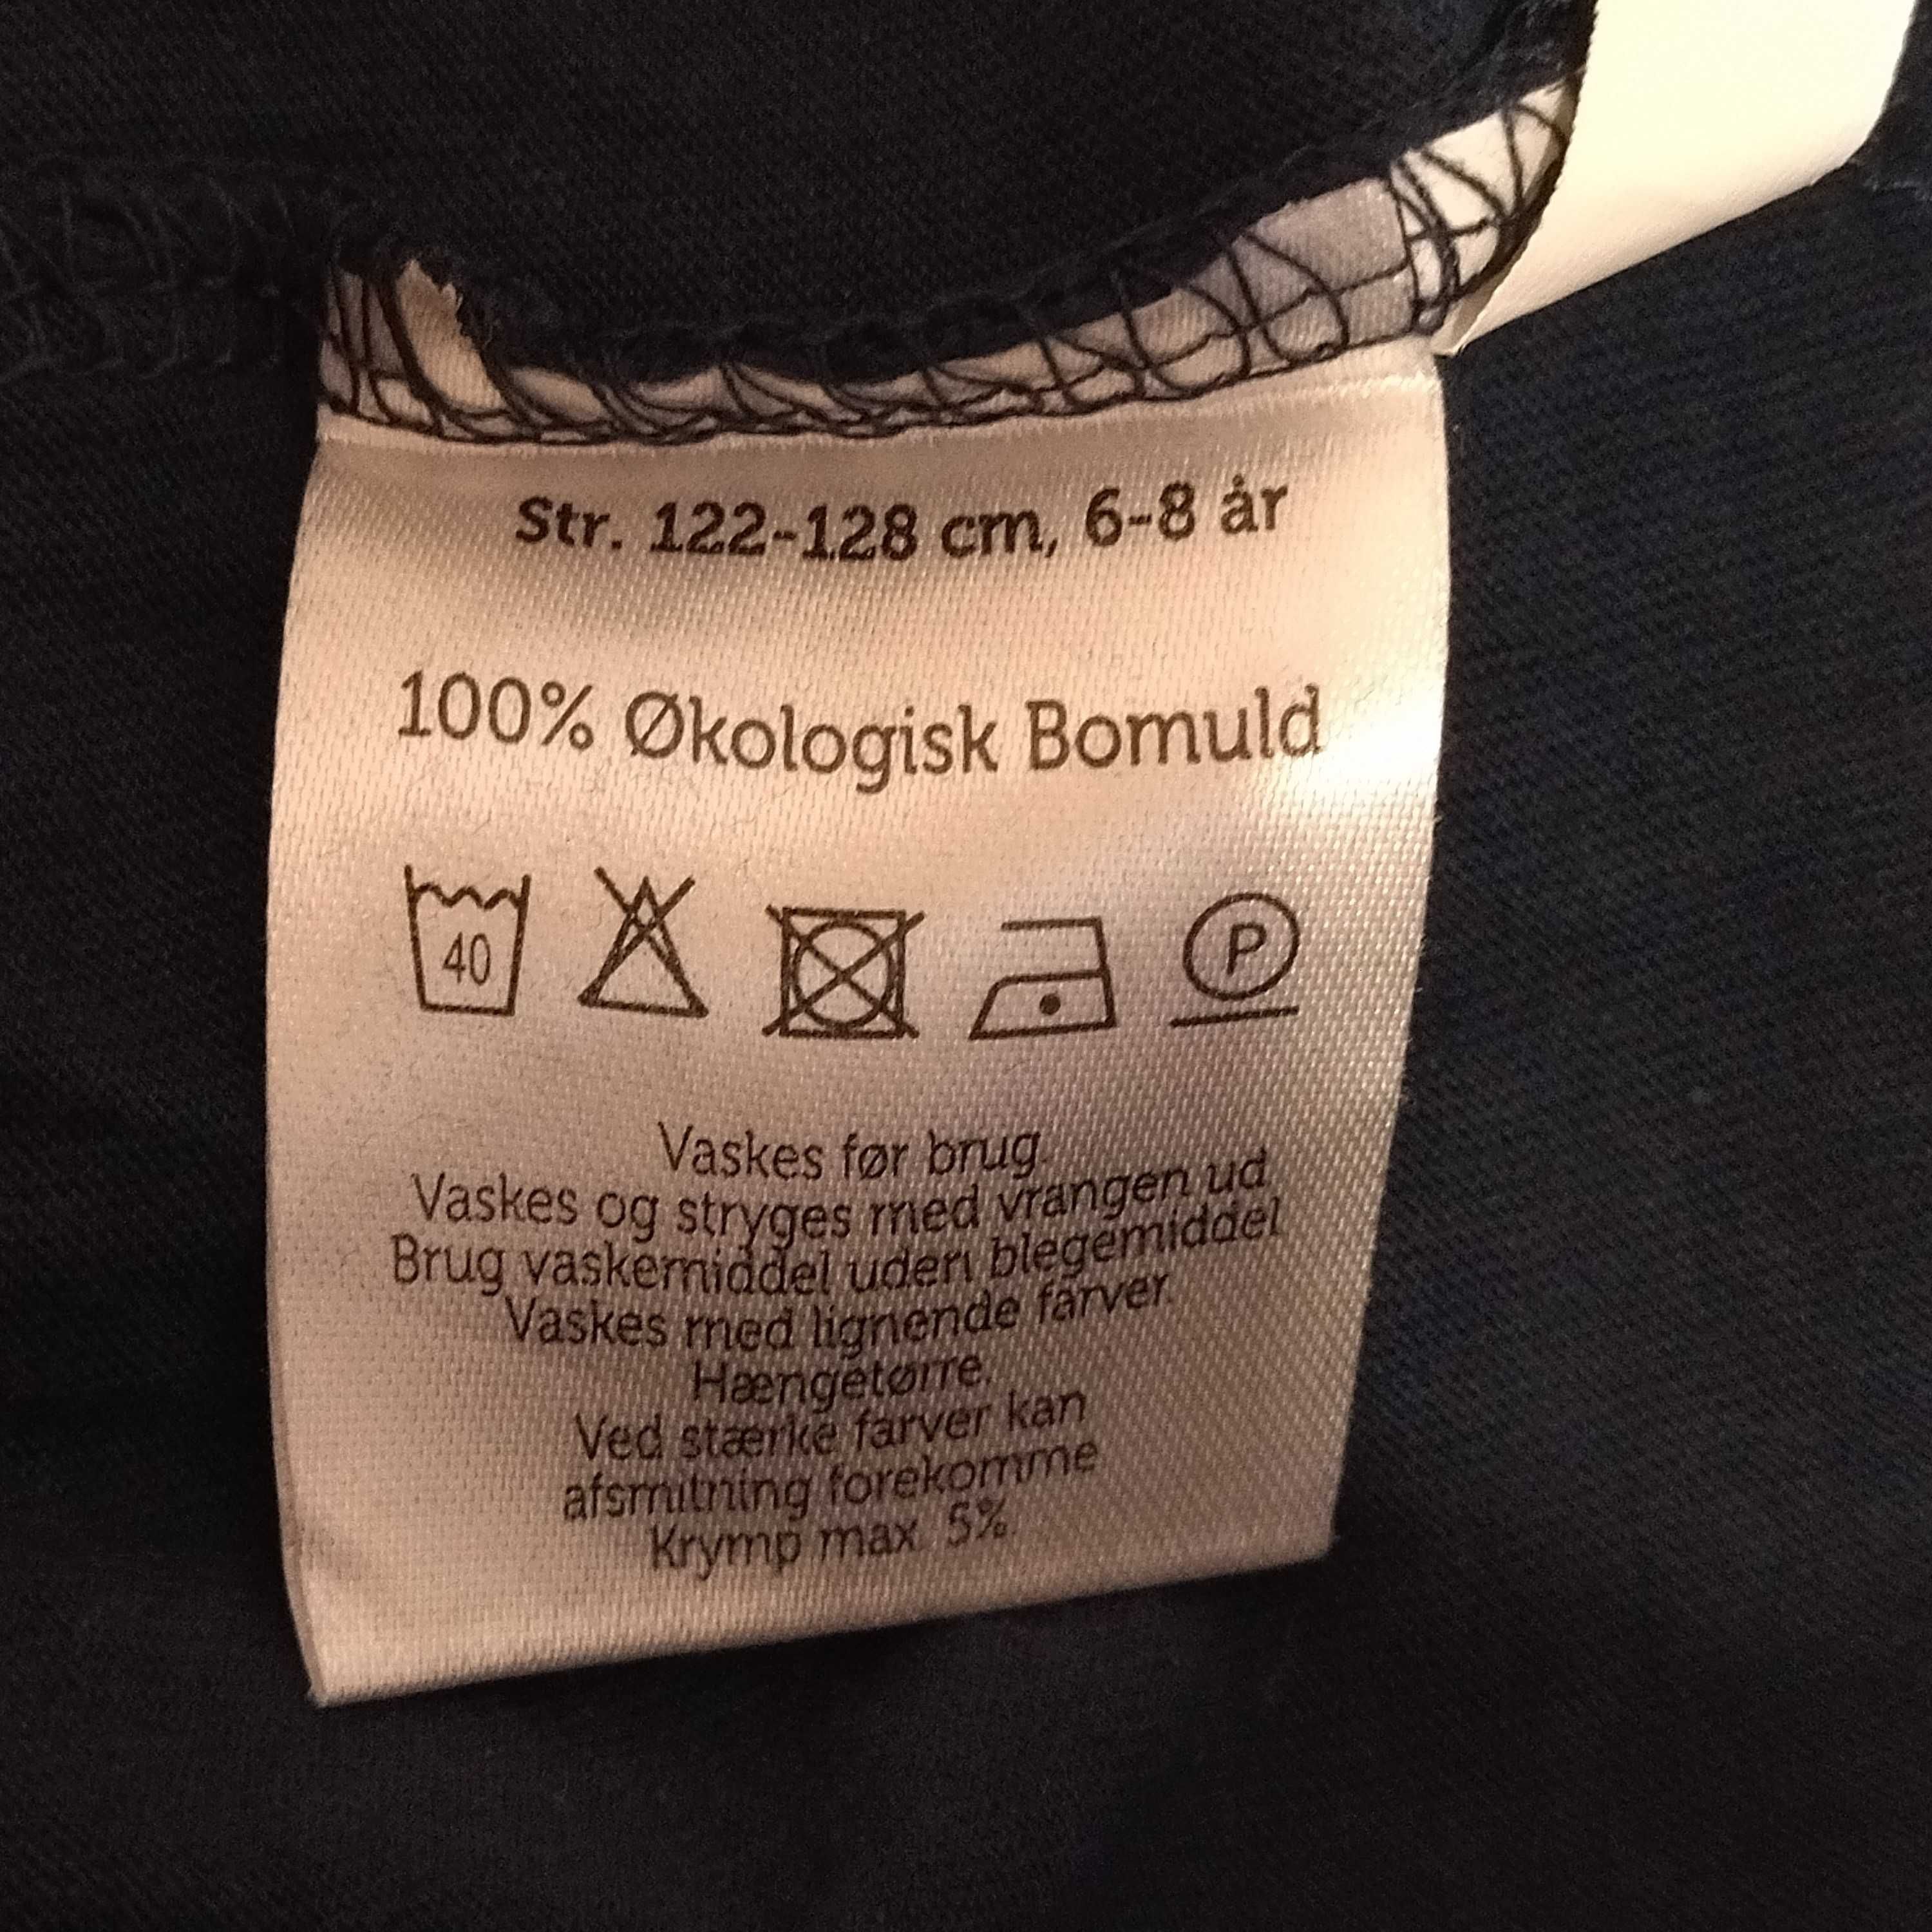 Str. 122-128 cm, 6-8 år
100% Økologisk Bomuld
40
P
Vaskes før brug.
Vaskes og stryges med vrangen ud
Brug vaskemiddel uden blegemiddel
Vaskes med lignende farver.
Hængetørre.
Ved stærke farver kan
afsmitning forekomme
Krymp max. 5%.